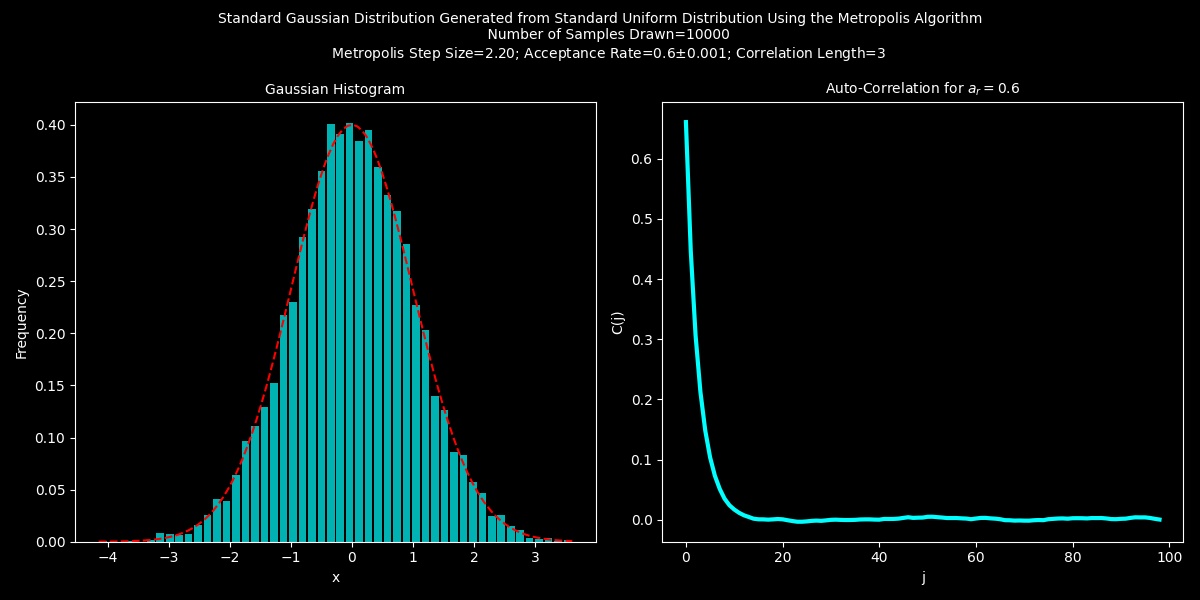 Standard Gaussian Distribution Generated from Standard Uniform Distribution Using the Metropolis Algorithm
Number of Samples Drawn=10000
Metropolis Step Size=2.20; Acceptance Rate=0.6±0.001; Correlation Length=3
Gaussian Histogram
Frequency
0.40
0.35
0.30
0.25
0.20
0.15
0.10
0.05
0.00
−4 −3 −2 −1 0 1 2 3
x
Auto-Correlation for aᵣ = 0.6
C(j)
0.6
0.5
0.4
0.3
0.2
0.1
0.0
0 20 40 60 80 100
j